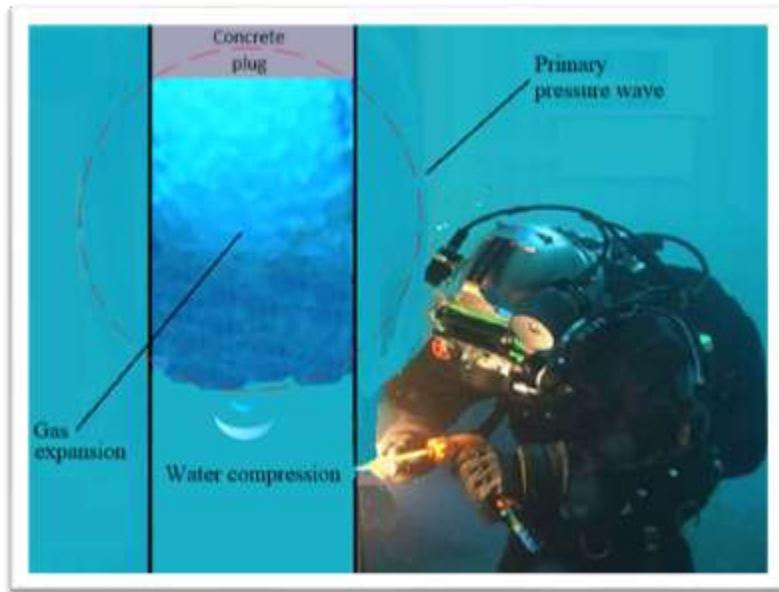 Concrete
plug
Primary
pressure wave
Gas
expansion
Water compression